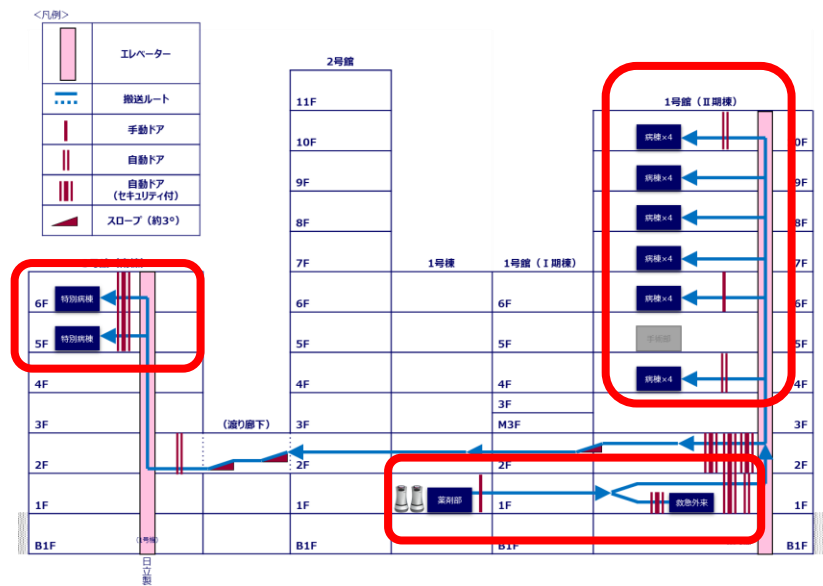 <凡例>
エレベーター
搬送ルート
手動ドア
自動ドア
自動ドア
(セキュリティ付)
スロープ（約3°）
2号館
11F
10F
9F
8F
7F
6F
5F
4F
3F
2F
1F
B1F
1号棟
1号館（Ⅰ期棟）
6F
5F
4F
3F
M3F
2F
1F
B1F
1号館（Ⅱ期棟）
病棟×4
0F
病棟×4
9F
病棟×4
8F
病棟×4
7F
病棟×4
6F
手術部
5F
病棟×4
4F
3F
2F
1F
B1F
6F
特別病棟
5F
特別病棟
4F
3F
2F
1F
B1F
(渡り廊下)
薬剤部
救急外来
日立製